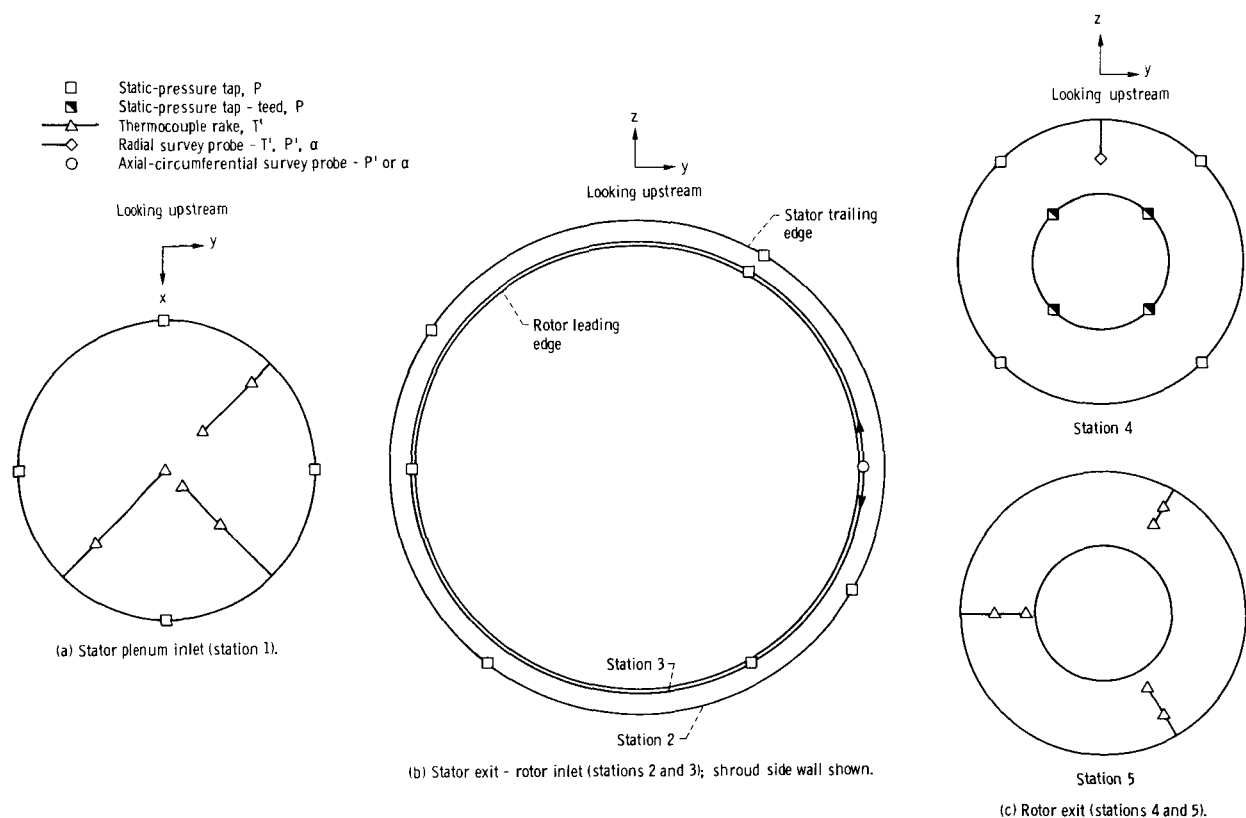 Static-pressure tap, P
Static-pressure tap - teed, P
Thermocouple rake, T'
Radial survey probe - T', P', α
Axial-circumferential survey probe - P' or α
Looking upstream
y
x
(a) Stator plenum inlet (station 1).
z
y
Looking upstream
Stator trailing
edge
Rotor leading
edge
Station 3
Station 2
(b) Stator exit - rotor inlet (stations 2 and 3); shroud side wall shown.
z
y
Looking upstream
Station 4
Station 5
(c) Rotor exit (stations 4 and 5).